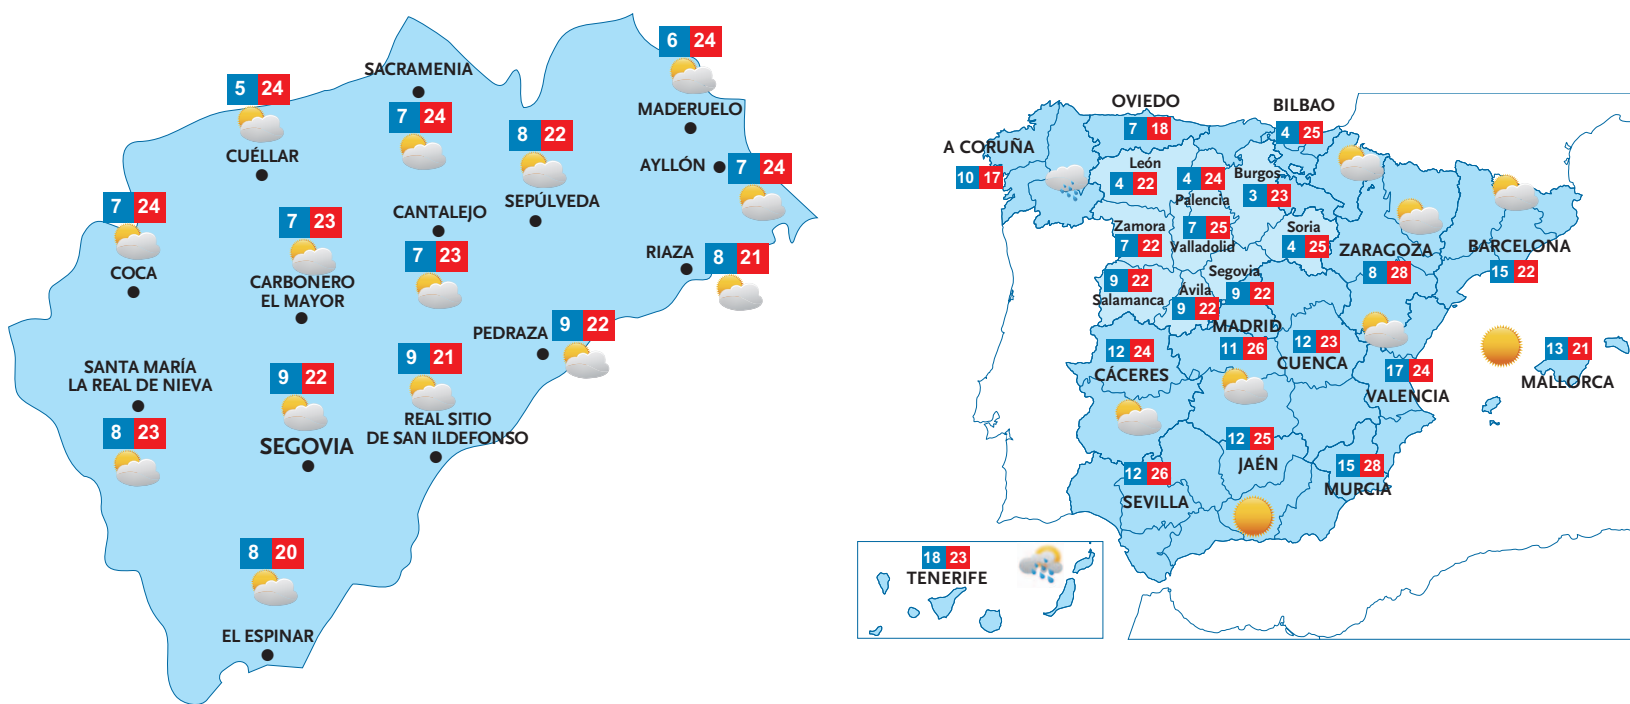 6 24
MADERUELO
SACRAMENIA
7 24
5 24
CUÉLLAR
8 22
SEPÚLVEDA
AYLLÓN
7 24
7 24
COCA
7 23
CARBONERO
EL MAYOR
CANTALEJO
7 23
RIAZA
8 21
PEDRAZA
9 22
SANTA MARÍA
LA REAL DE NIEVA
8 23
9 22
SEGOVIA
9 21
REAL SITIO
DE SAN ILDEFONSO
8 20
EL ESPINAR
OVIEDO
7 18
BILBAO
4 25
A CORUÑA
10 17
León
4 22
4 24
Palencia
Burgos
3 23
Zamora
7 22
7 25
Valladolid
Soria
4 25
ZARAGOZA
8 28
BARCELONA
15 22
9 22
Salamanca
Ávila
9 22
Segovia
9 22
MADRID
11 26
12 23
CUENCA
12 24
CÁCERES
17 24
VALENCIA
13 21
MALLORCA
12 25
JAÉN
15 28
MURCIA
12 26
SEVILLA
18 23
TENERIFE